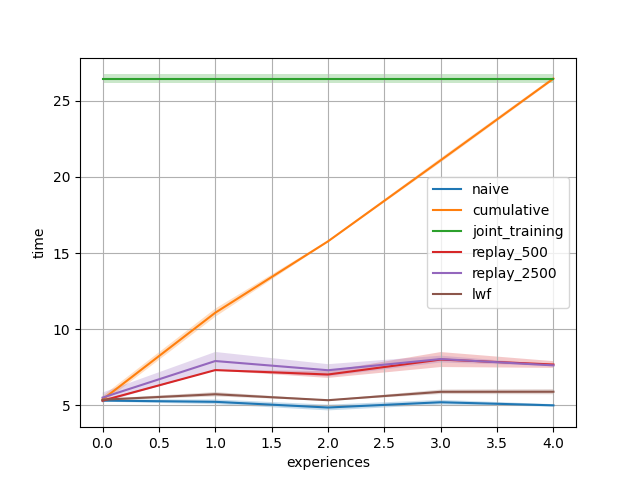 25
20
15
10
5
time
0.0 0.5 1.0 1.5 2.0 2.5 3.0 3.5 4.0
experiences
naive
cumulative
joint_training
replay_500
replay_2500
lwf